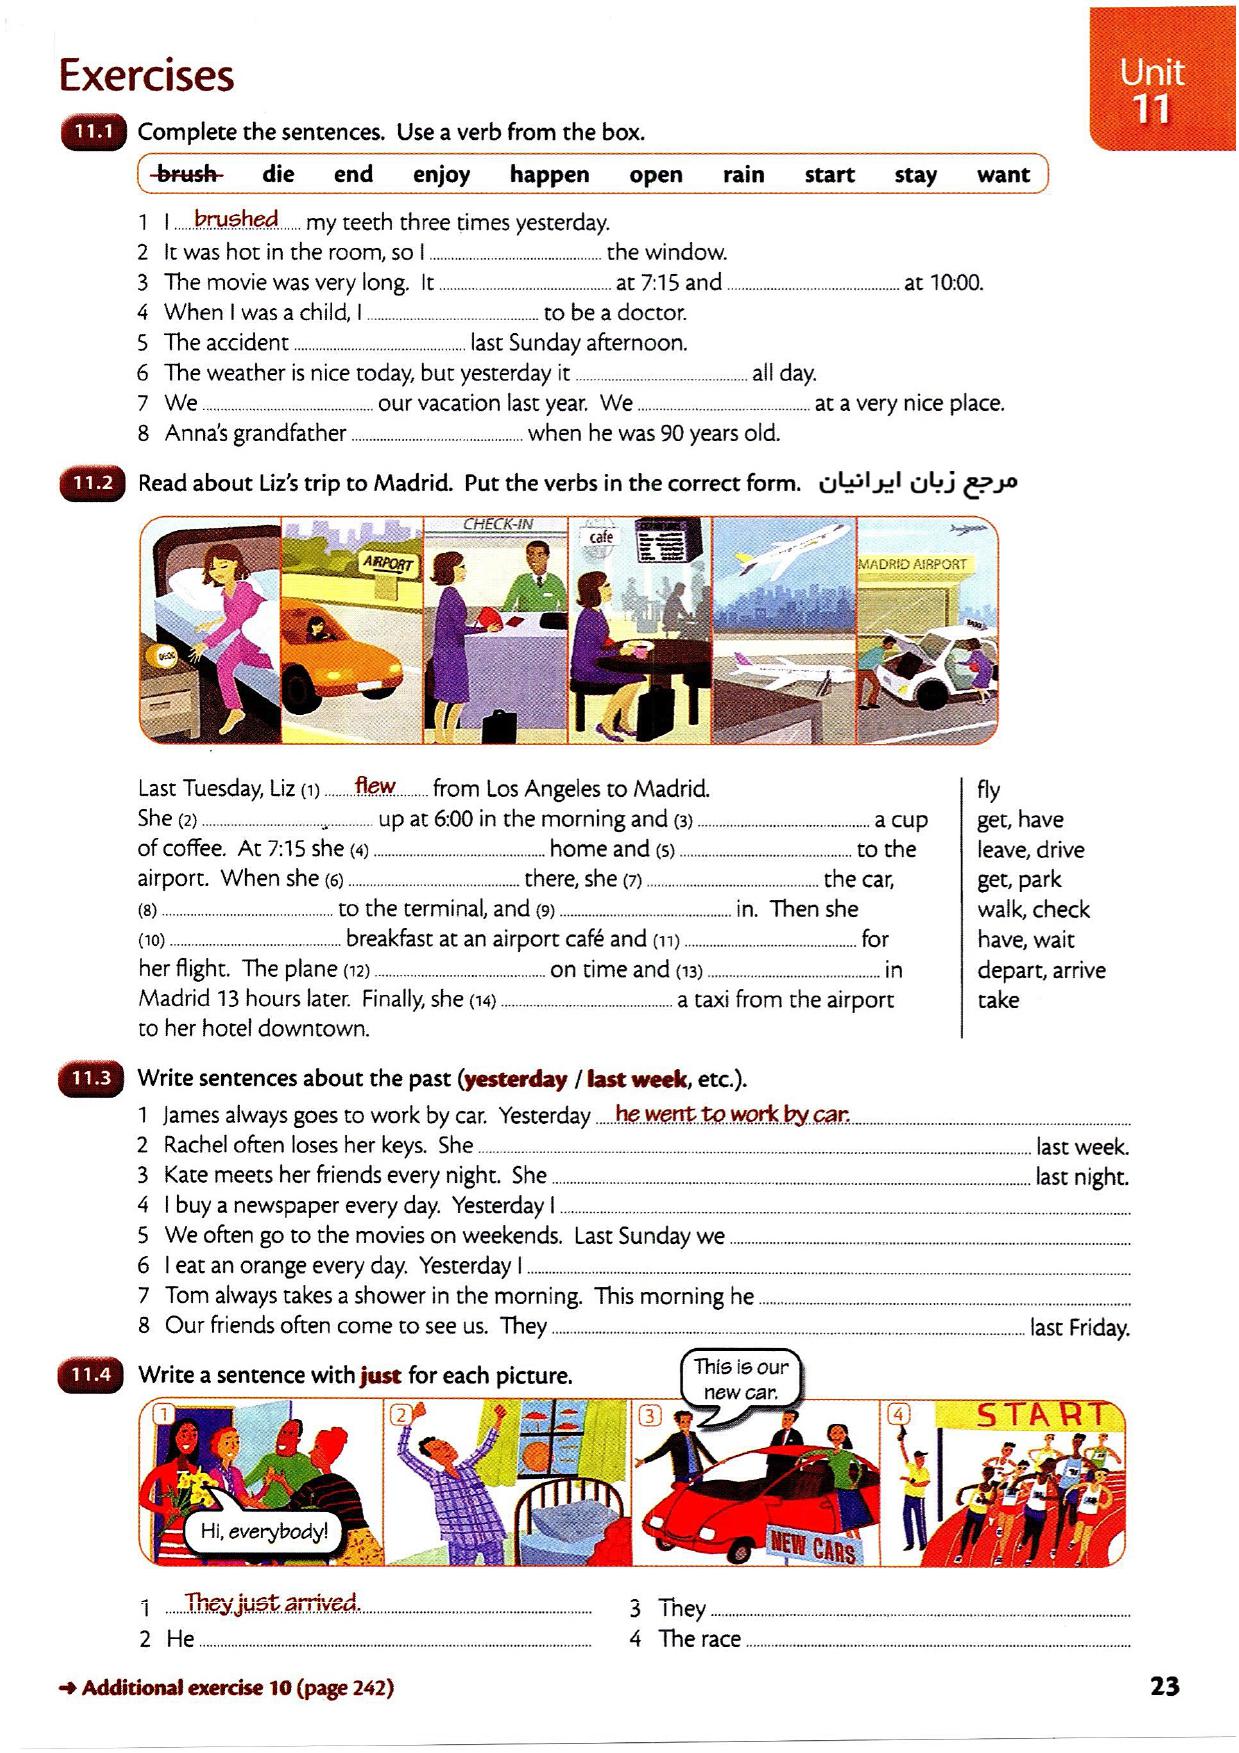 Exercises
Unit
11
11.1 Complete the sentences. Use a verb from the box.
brush die end enjoy happen open rain start stay want
1 I brushed my teeth three times yesterday.
2 It was hot in the room, so I ........ the window.
3 The movie was very long. It ........ at 7:15 and ........ at 10:00.
4 When I was a child, I ........ to be a doctor.
5 The accident ........ last Sunday afternoon.
6 The weather is nice today, but yesterday it ........ all day.
7 We ........ our vacation last year. We ........ at a very nice place.
8 Anna's grandfather ........ when he was 90 years old.
11.2 Read about Liz's trip to Madrid. Put the verbs in the correct form. مرجع زبان ایرانیان
AIRPORT
CHECK-IN
cafe
MADRID AIRPORT
TAXI
Last Tuesday, Liz (1) flew from Los Angeles to Madrid. fly
She (2) ........ up at 6:00 in the morning and (3) ........ a cup get, have
of coffee. At 7:15 she (4) ........ home and (5) ........ to the leave, drive
airport. When she (6) ........ there, she (7) ........ the car, get, park
(8) ........ to the terminal, and (9) ........ in. Then she walk, check
(10) ........ breakfast at an airport café and (11) ........ for have, wait
her flight. The plane (12) ........ on time and (13) ........ in depart, arrive
Madrid 13 hours later. Finally, she (14) ........ a taxi from the airport take
to her hotel downtown.
11.3 Write sentences about the past (yesterday / last week, etc.).
1 James always goes to work by car. Yesterday he went to work by car.
2 Rachel often loses her keys. She ........ last week.
3 Kate meets her friends every night. She ........ last night.
4 I buy a newspaper every day. Yesterday I ........
5 We often go to the movies on weekends. Last Sunday we ........
6 I eat an orange every day. Yesterday I ........
7 Tom always takes a shower in the morning. This morning he ........
8 Our friends often come to see us. They ........ last Friday.
11.4 Write a sentence with just for each picture.
This is our
new car.
1 2 3 4
START
Hi, everybody!
NEW CARS
1 They just arrived. 3 They ........
2 He ........ 4 The race ........
➜ Additional exercise 10 (page 242)
23